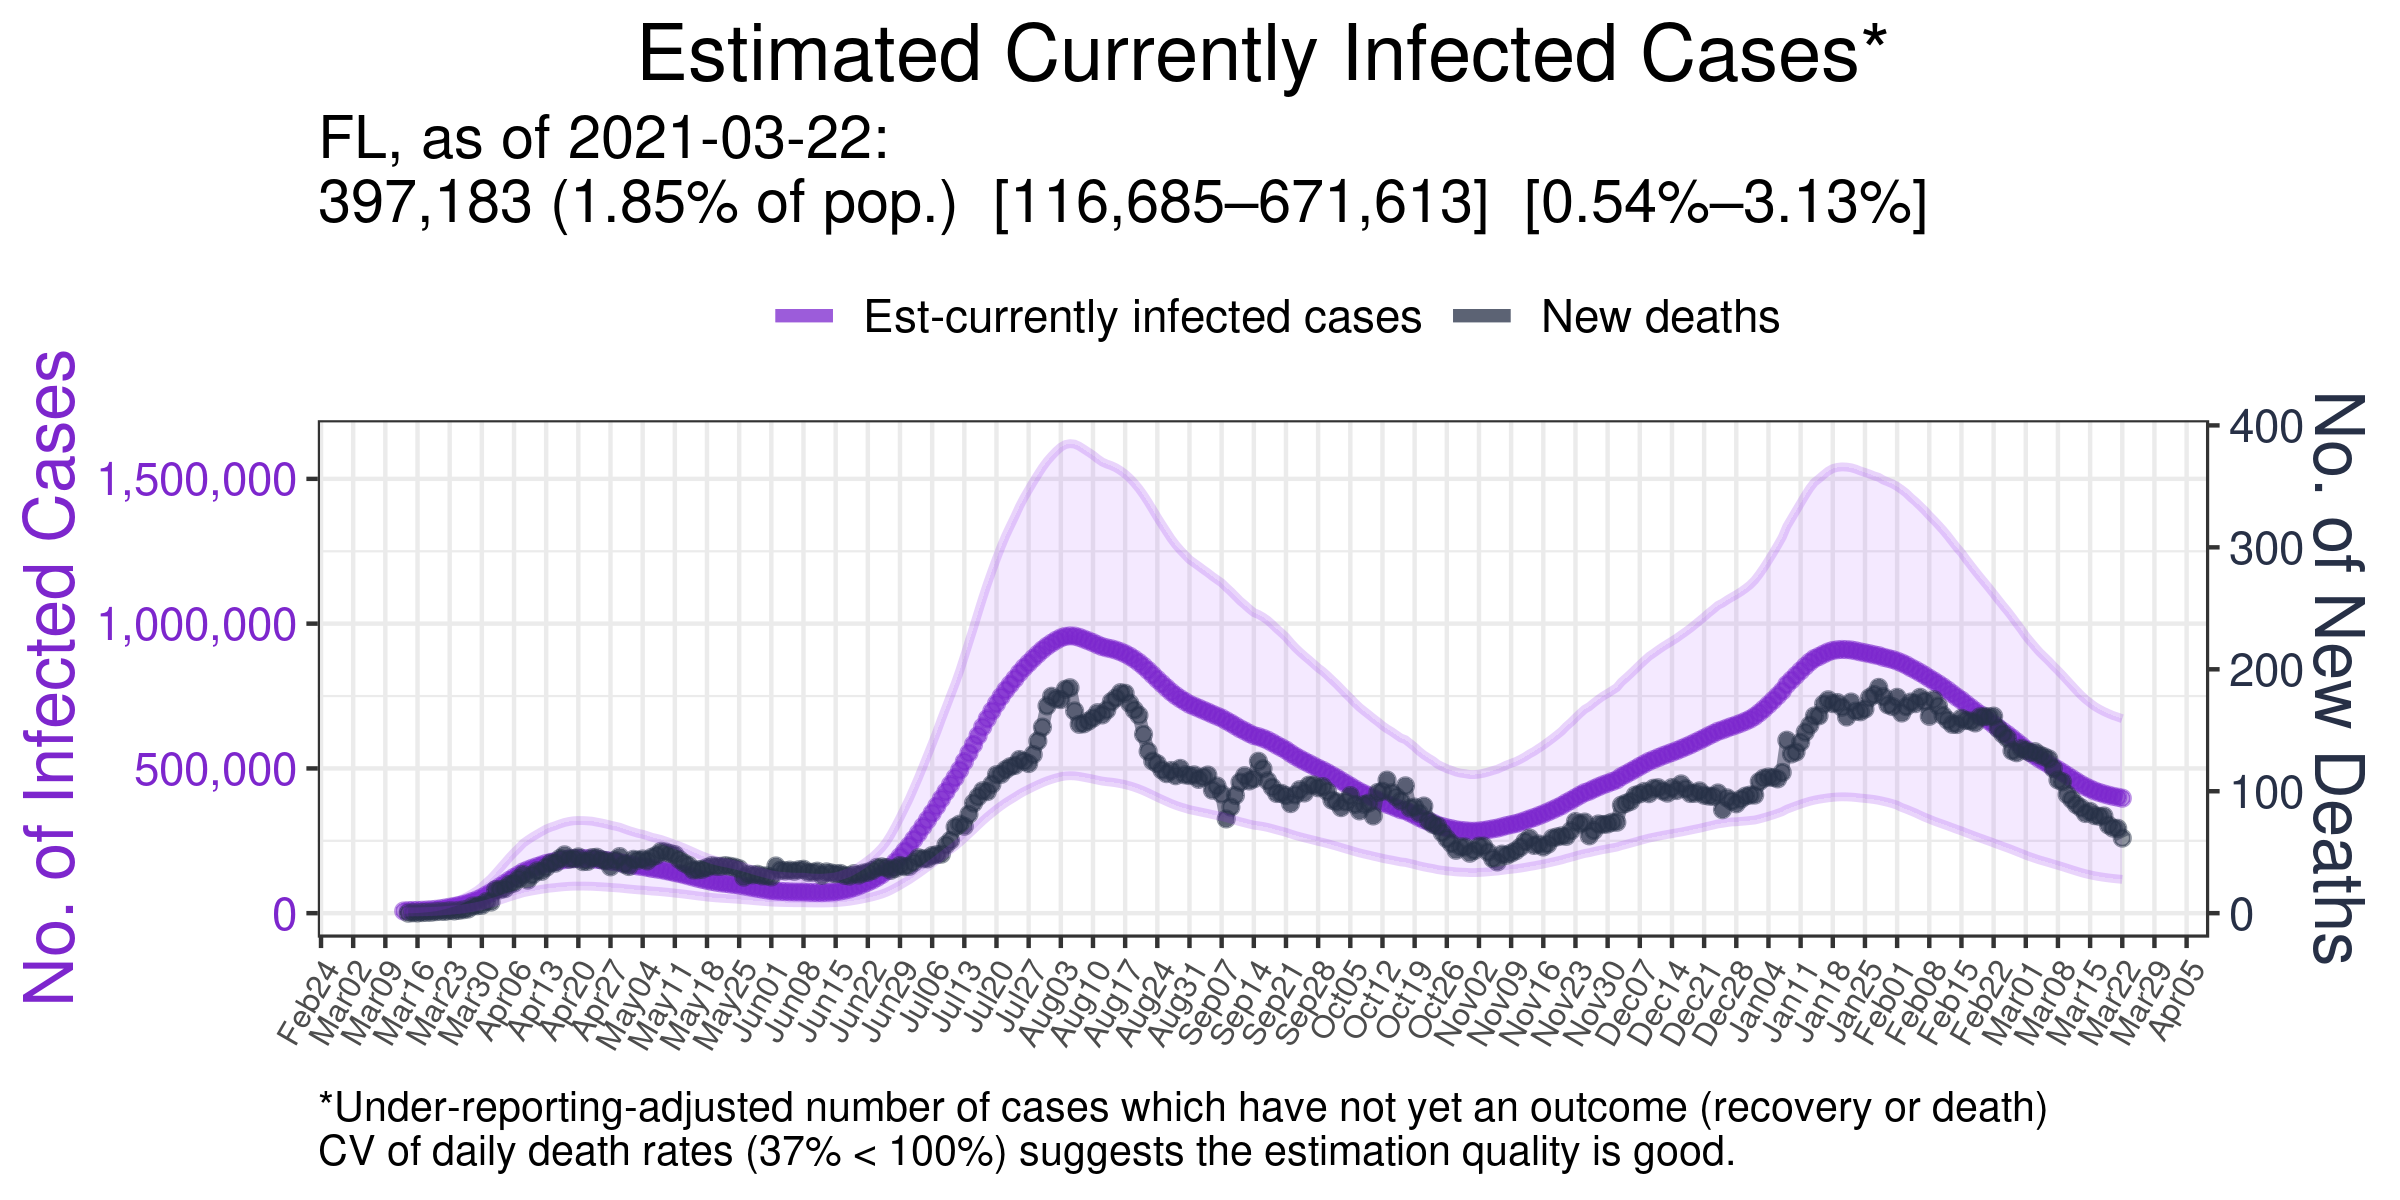 Estimated Currently Infected Cases*
FL, as of 2021-03-22:
397,183 (1.85% of pop.) [116,685–671,613] [0.54%–3.13%]
Est-currently infected cases
New deaths
No. of Infected Cases
1,500,000
1,000,000
500,000
0
No. of New Deaths
400
300
200
100
0
Feb24
Mar02
Mar09
Mar16
Mar23
Mar30
Apr06
Apr13
Apr20
Apr27
May04
May11
May18
May25
Jun01
Jun08
Jun15
Jun22
Jun29
Jul06
Jul13
Jul20
Jul27
Aug03
Aug10
Aug17
Aug24
Aug31
Sep07
Sep14
Sep21
Sep28
Oct05
Oct12
Oct19
Oct26
Nov02
Nov09
Nov16
Nov23
Nov30
Dec07
Dec14
Dec21
Dec28
Jan04
Jan11
Jan18
Jan25
Feb01
Feb08
Feb15
Feb22
Mar01
Mar08
Mar15
Mar22
Mar29
Apr05
*Under-reporting-adjusted number of cases which have not yet an outcome (recovery or death)
CV of daily death rates (37% < 100%) suggests the estimation quality is good.